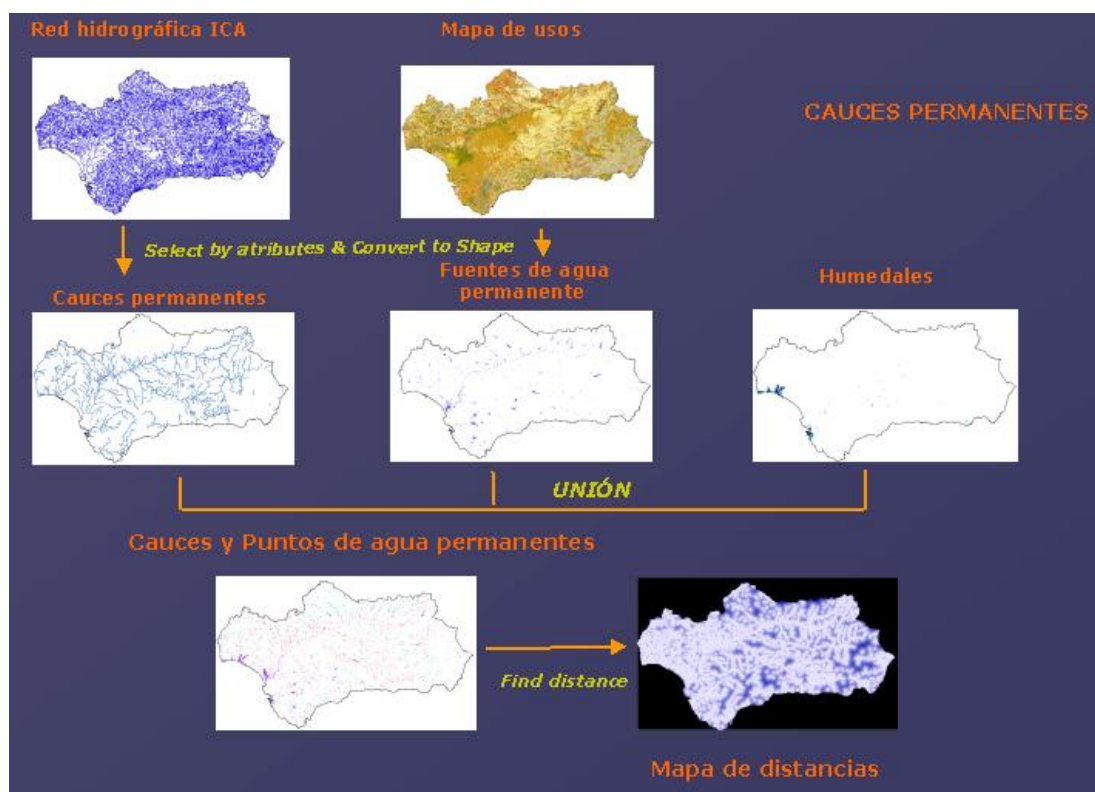 Red hidrográfica ICA
Mapa de usos
CAUCES PERMANENTES
Select by atributes & Convert to Shape
Cauces permanentes
Fuentes de agua
permanente
Humedales
UNIÓN
Cauces y Puntos de agua permanentes
Find distance
Mapa de distancias